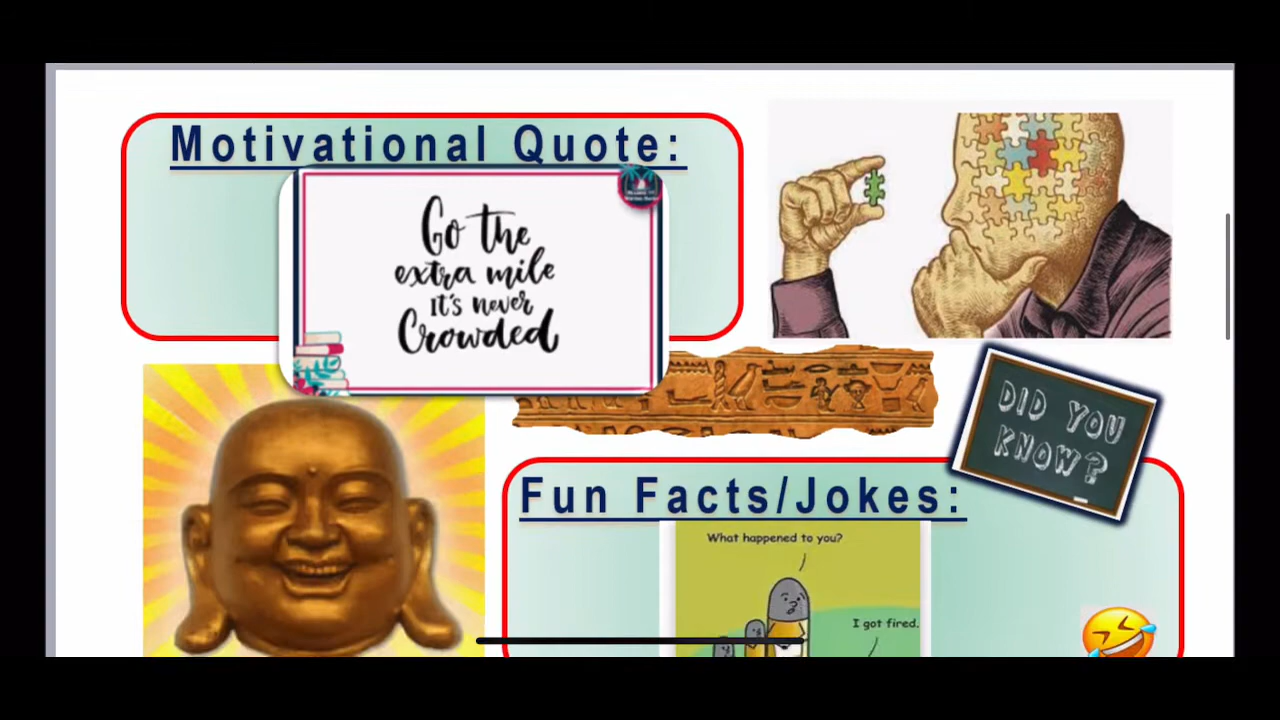 Motivational Quote:
Go the
extra mile
it's never
Crowded
DID YOU
KNOW?
Fun Facts/Jokes:
What happened to you?
I got fired.